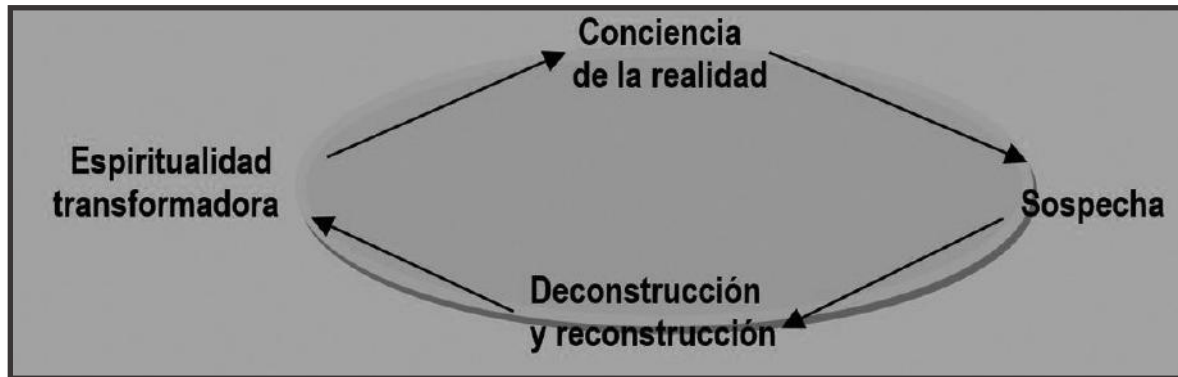 Conciencia
de la realidad
Espiritualidad
transformadora
Sospecha
Deconstrucción
y reconstrucción